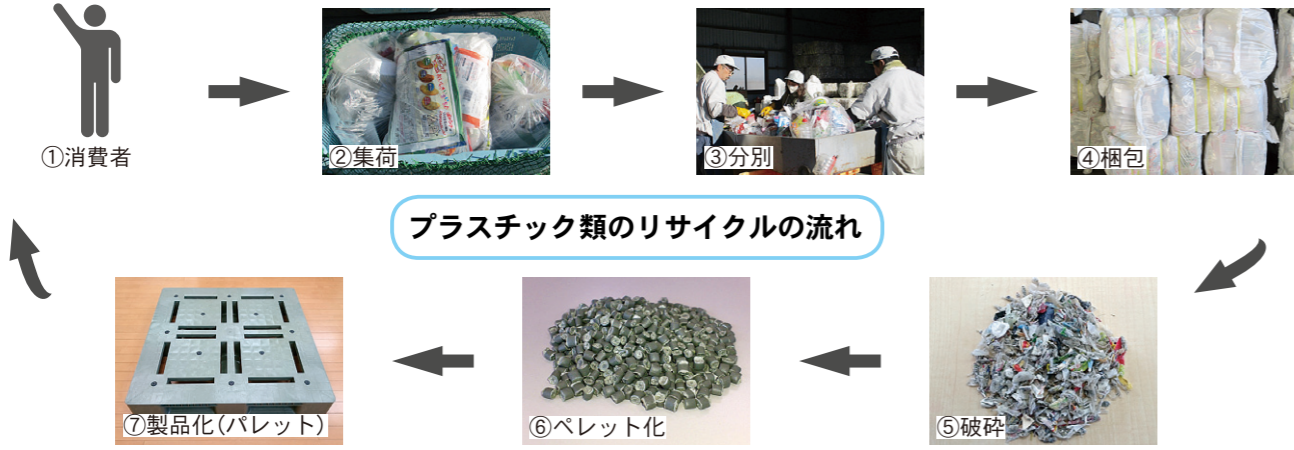 ①消費者
②集荷
③分別
④梱包
プラスチック類のリサイクルの流れ
⑤破砕
⑥ペレット化
⑦製品化(パレット)